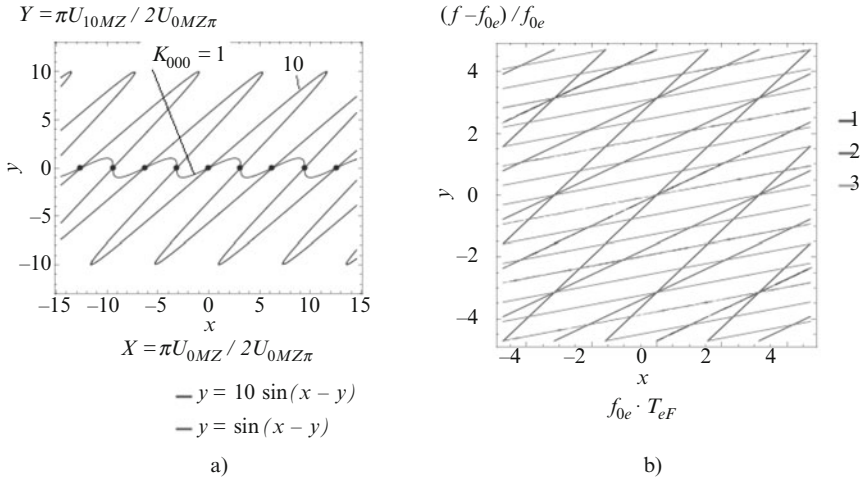 Y = πU10MZ / 2U0MZπ
K000 = 1
10
10
5
0
−5
−10
y
−15 −10 −5 0 5 10 15
x
X = πU0MZ / 2U0MZπ
y = 10 sin(x – y)
y = sin(x – y)
a)
(f – f0e) / f0e
4
2
0
−2
−4
y
1
2
3
−4 −2 0 2 4
x
f0e · TeF
b)